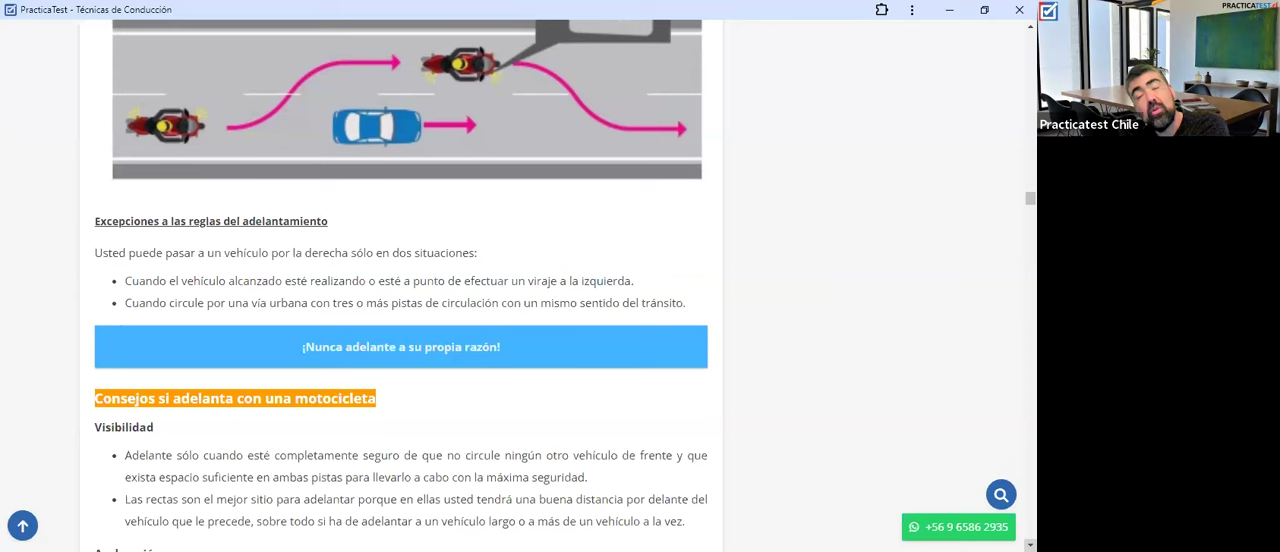 PracticaTest - Técnicas de Conducción
PRACTICATEST.cl
Practicatest Chile
Excepciones a las reglas del adelantamiento
Usted puede pasar a un vehículo por la derecha sólo en dos situaciones:
• Cuando el vehículo alcanzado esté realizando o esté a punto de efectuar un viraje a la izquierda.
• Cuando circule por una vía urbana con tres o más pistas de circulación con un mismo sentido del tránsito.
¡Nunca adelante a su propia razón!
Consejos si adelanta con una motocicleta
Visibilidad
• Adelante sólo cuando esté completamente seguro de que no circule ningún otro vehículo de frente y que
exista espacio suficiente en ambas pistas para llevarlo a cabo con la máxima seguridad.
• Las rectas son el mejor sitio para adelantar porque en ellas usted tendrá una buena distancia por delante del
vehículo que le precede, sobre todo si ha de adelantar a un vehículo largo o a más de un vehículo a la vez.
+56 9 6586 2935